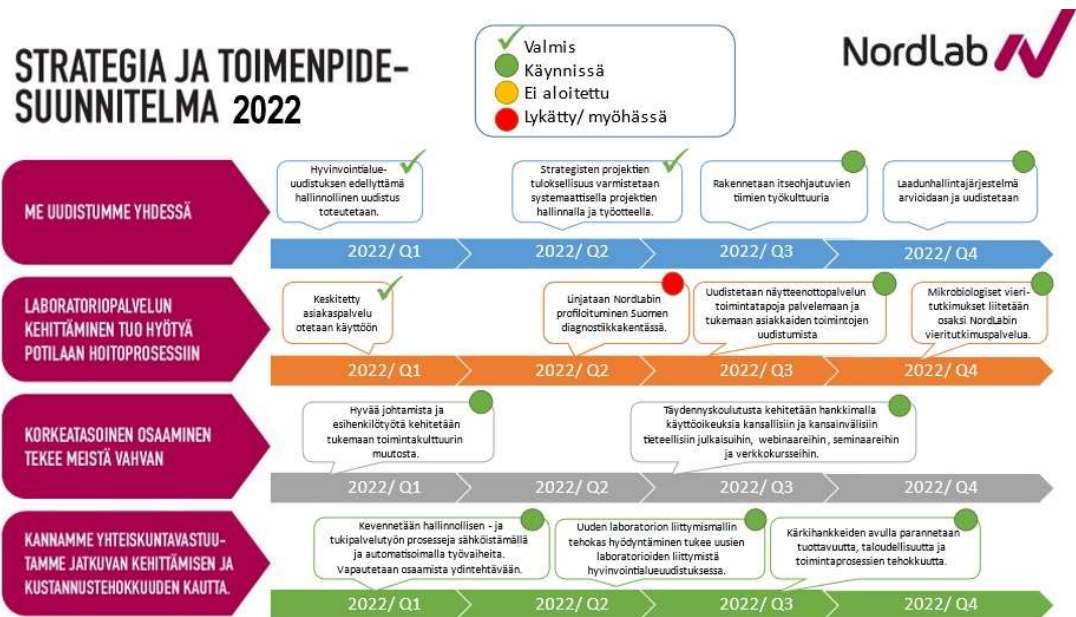 STRATEGIA JA TOIMENPIDE-
SUUNNITELMA 2022
Valmis
Käynnissä
Ei aloitettu
Lykätty/ myöhässä
NordLab
ME UUDISTUMME YHDESSÄ
Hyvinvointialue-
uudistuksen edellyttämä
hallinnollinen uudistus
toteutetaan.
Strategisten projektien
tuloksellisuus varmistetaan
systemaattisella projektien
hallinnalla ja työotteella.
Rakennetaan itseohjautuvien
tiimien työkulttuuria
Laadunhallintajärjestelmä
arvioidaan ja uudistetaan
2022/ Q1
2022/ Q2
2022/ Q3
2022/ Q4
LABORATORIOPALVELUN
KEHITTÄMINEN TUO HYÖTYÄ
POTILAAN HOITOPROSESSIIN
Keskitetty
asiakaspalvelu
otetaan käyttöön
Linjataan NordLabin
profiloituminen Suomen
diagnostiikkakentässä.
Uudistetaan näytteenottopalvelun
toimintatapoja palvelemaan ja
tukemaan asiakkaiden toimintojen
uudistumista
Mikrobiologiset vieri-
tutkimukset liitetään
osaksi NordLabin
vieritutkimuspalvelua.
2022/ Q1
2022/ Q2
2022/ Q3
2022/ Q4
KORKEATASOINEN OSAAMINEN
TEKEE MEISTÄ VAHVAN
Hyvää johtamista ja
esihenkilötyötä kehitetään
tukemaan toimintakulttuurin
muutosta.
Täydennyskoulutusta kehitetään hankkimalla
käyttöoikeuksia kansallisiin ja kansainvälisiin
tieteellisiin julkaisuihin, webinaareihin, seminaareihin
ja verkkokursseihin.
2022/ Q1
2022/ Q2
2022/ Q3
2022/ Q4
KANNAMME YHTEISKUNTAVASTUU-
TAMME JATKUVAN KEHITTÄMISEN JA
KUSTANNUSTEHOKKUUDEN KAUTTA.
Kevennetään hallinnollisen - ja
tukipalvelutyön prosesseja sähköistämällä
ja automatisoimalla työvaiheita.
Vapautetaan osaamista ydintehtävään.
Uuden laboratorion liittymismallin
tehokas hyödyntäminen tukee uusien
laboratorioiden liittymistä
hyvinvointialueuudistuksessa.
Kärkihankkeiden avulla parannetaan
tuottavuutta, taloudellisuutta ja
toimintaprosessien tehokkuutta.
2022/ Q1
2022/ Q2
2022/ Q3
2022/ Q4